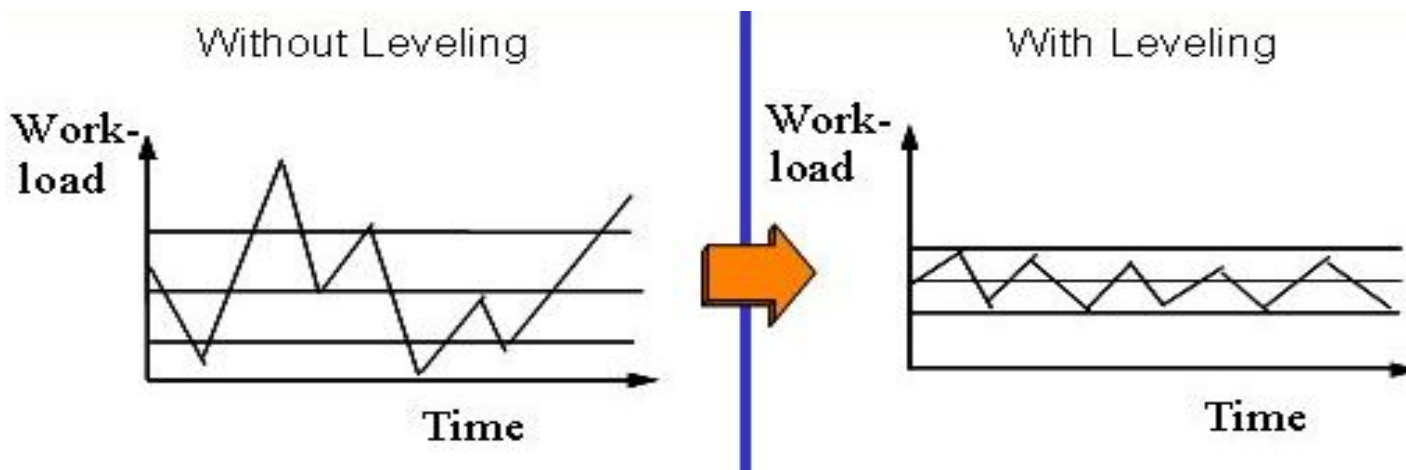 Without Leveling
Work-
load
Time
With Leveling
Work-
load
Time